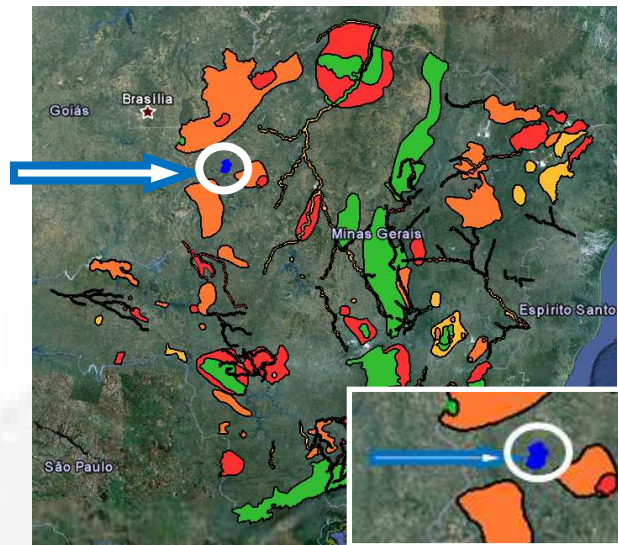 Goiás
Brasília
Minas Gerais
Espírito Santo
São Paulo